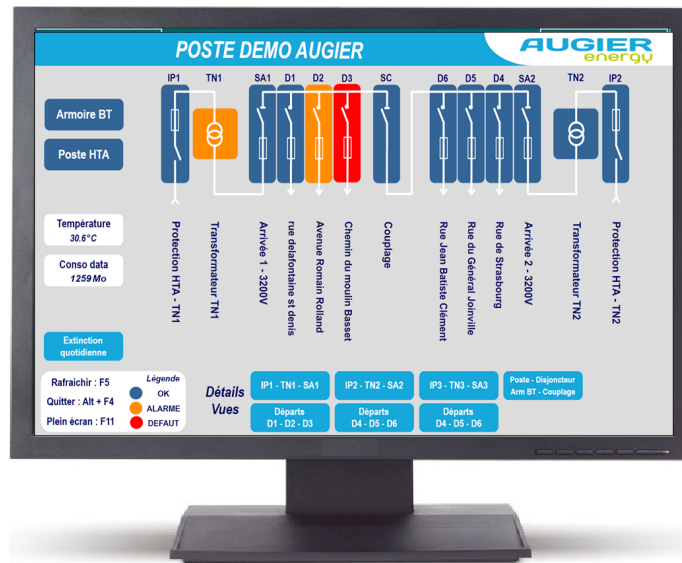 POSTE DEMO AUGIER
AUGIER
energy
IP1 TN1 SA1 D1 D2 D3 SC D6 D5 D4 SA2 TN2 IP2
Armoire BT
Poste HTA
Température
30.6°C
Conso data
1259 Mo
Extinction
quotidienne
Protection HTA - TN1
Transformateur TN1
Arrivée 1 - 3200V
rue delafontaine st denis
Avenue Romain Rolland
Chemin du moulin Basset
Couplage
Rue Jean Batiste Clément
Rue du Général Joinville
Rue de Strasbourg
Arrivée 2 - 3200V
Transformateur TN2
Protection HTA - TN2
Rafraichir : F5
Quitter : Alt + F4
Plein écran : F11
Légende
OK
ALARME
DEFAUT
Détails
Vues
IP1 - TN1 - SA1
IP2 - TN2 - SA2
IP3 - TN3 - SA3
Poste - Disjoncteur
Arm BT - Couplage
Départs
D1 - D2 - D3
Départs
D4 - D5 - D6
Départs
D4 - D5 - D6